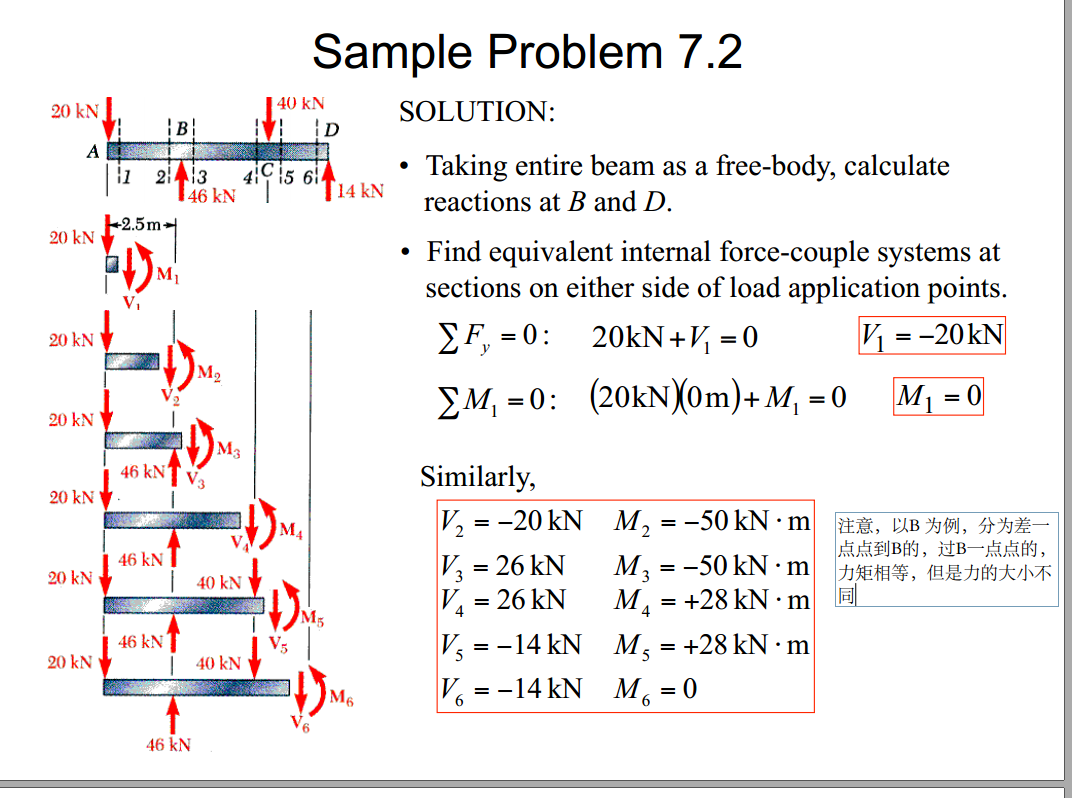 Sample Problem 7.2
20 kN
40 kN
B
D
A
1
2
3
4
C
5
6
46 kN
14 kN
2.5 m
20 kN
M₁
V₁
20 kN
M₂
V₂
20 kN
M₃
46 kN
V₃
20 kN
M₄
V₄
46 kN
20 kN
40 kN
M₅
46 kN
V₅
20 kN
40 kN
M₆
V₆
46 kN
SOLUTION:
• Taking entire beam as a free-body, calculate
reactions at B and D.
• Find equivalent internal force-couple systems at
sections on either side of load application points.
∑Fy = 0: 20kN + V₁ = 0 V₁ = −20kN
∑M₁ = 0: (20kN)(0m) + M₁ = 0 M₁ = 0
Similarly,
V₂ = −20 kN M₂ = −50 kN·m
V₃ = 26 kN M₃ = −50 kN·m
V₄ = 26 kN M₄ = +28 kN·m
V₅ = −14 kN M₅ = +28 kN·m
V₆ = −14 kN M₆ = 0
注意，以B 为例，分为差一
点点到B的，过B一点点的，
力矩相等，但是力的大小不
同